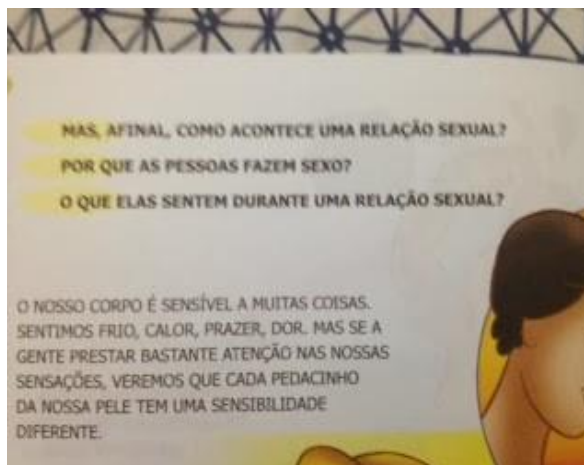 MAS, AFINAL, COMO ACONTECE UMA RELAÇÃO SEXUAL?
POR QUE AS PESSOAS FAZEM SEXO?
O QUE ELAS SENTEM DURANTE UMA RELAÇÃO SEXUAL?
O NOSSO CORPO É SENSÍVEL A MUITAS COISAS.
SENTIMOS FRIO, CALOR, PRAZER, DOR. MAS SE A
GENTE PRESTAR BASTANTE ATENÇÃO NAS NOSSAS
SENSAÇÕES, VEREMOS QUE CADA PEDACINHO
DA NOSSA PELE TEM UMA SENSIBILIDADE
DIFERENTE.